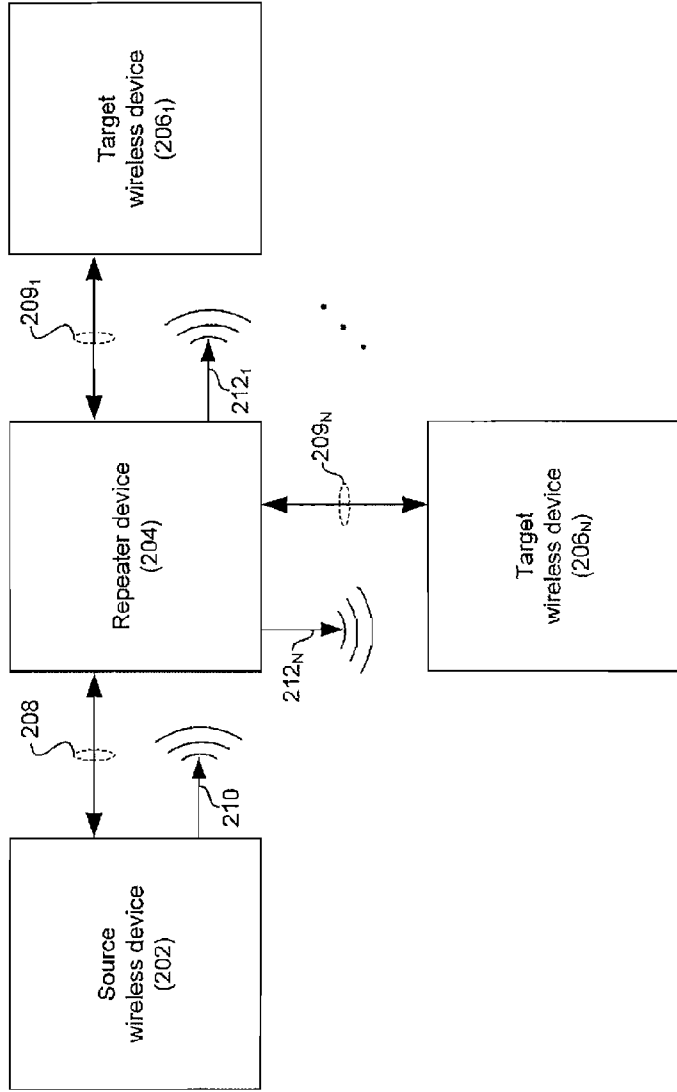 Source
wireless device
(202)
208
210
Repeater device
(204)
212N
209N
209₁
212₁
Target
wireless device
(206₁)
Target
wireless device
(206N)